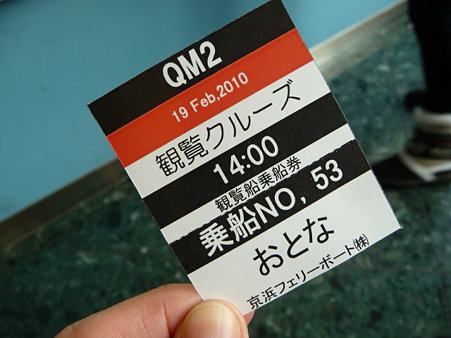 QM2
19 Feb,2010
観覧クルーズ
14:00
観覧船乗船券
乗船NO, 53
おとな
京浜フェリーボート㈱